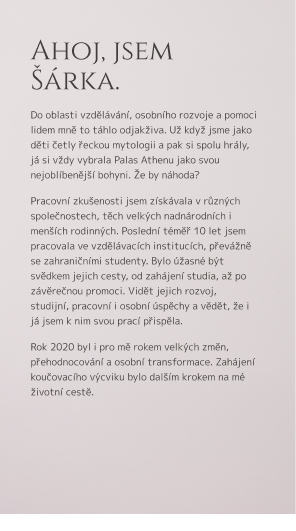 Ahoj, jsem
Šárka.
Do oblasti vzdělávání, osobního rozvoje a pomoci
lidem mně to táhlo odjakživa. Už když jsme jako
děti četly řeckou mytologii a pak si spolu hrály,
já si vždy vybrala Palas Athenu jako svou
nejoblíbenější bohyni. Že by náhoda?
Pracovní zkušenosti jsem získávala v různých
společnostech, těch velkých nadnárodních i
menších rodinných. Poslední téměř 10 let jsem
pracovala ve vzdělávacích institucích, převážně
se zahraničními studenty. Bylo úžasné být
svědkem jejich cesty, od zahájení studia, až po
závěrečnou promoci. Vidět jejich rozvoj,
studijní, pracovní i osobní úspěchy a vědět, že i
já jsem k nim svou prací přispěla.
Rok 2020 byl i pro mě rokem velkých změn,
přehodnocování a osobní transformace. Zahájení
koučovacího výcviku bylo dalším krokem na mé
životní cestě.